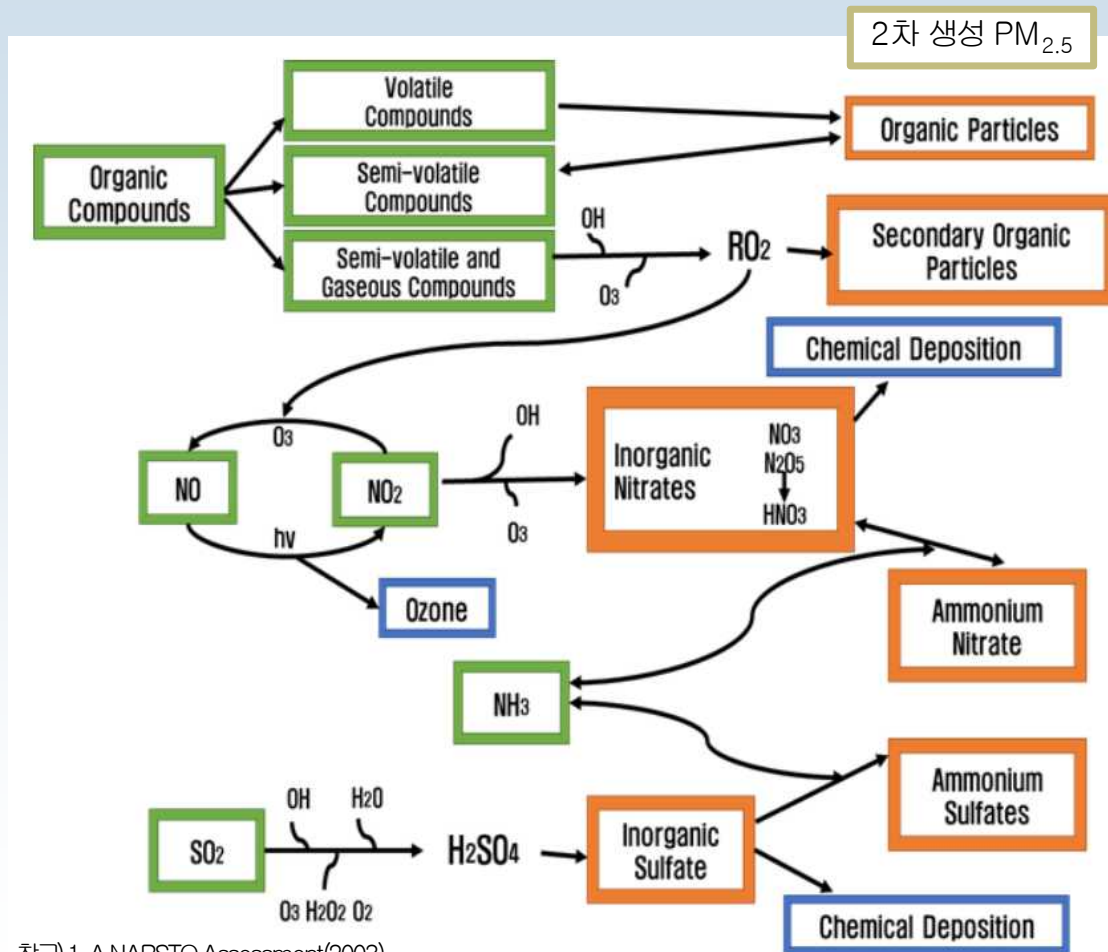 2차 생성 PM2.5
Volatile
Compounds
Organic Particles
Organic
Compounds
Semi-volatile
Compounds
Semi-volatile and
Gaseous Compounds
OH
O3
RO2
Secondary Organic
Particles
Chemical Deposition
O3
NO
NO2
hv
OH
O3
Inorganic
Nitrates
NO3
N2O5
HNO3
Ozone
Ammonium
Nitrate
NH3
Ammonium
Sulfates
SO2
OH
H2O
O3 H2O2 O2
H2SO4
Inorganic
Sulfate
Chemical Deposition